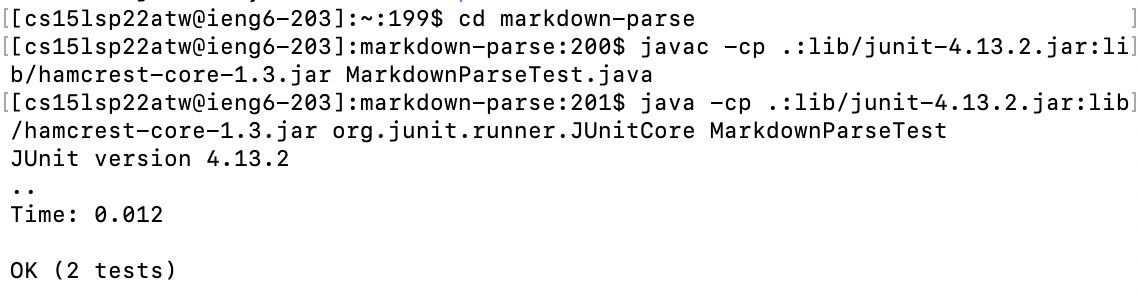 [[cs15lsp22atw@ieng6-203]:~:199$ cd markdown-parse ]
[[cs15lsp22atw@ieng6-203]:markdown-parse:200$ javac -cp .:lib/junit-4.13.2.jar:li]
b/hamcrest-core-1.3.jar MarkdownParseTest.java
[[cs15lsp22atw@ieng6-203]:markdown-parse:201$ java -cp .:lib/junit-4.13.2.jar:lib]
/hamcrest-core-1.3.jar org.junit.runner.JUnitCore MarkdownParseTest
JUnit version 4.13.2
..
Time: 0.012
OK (2 tests)